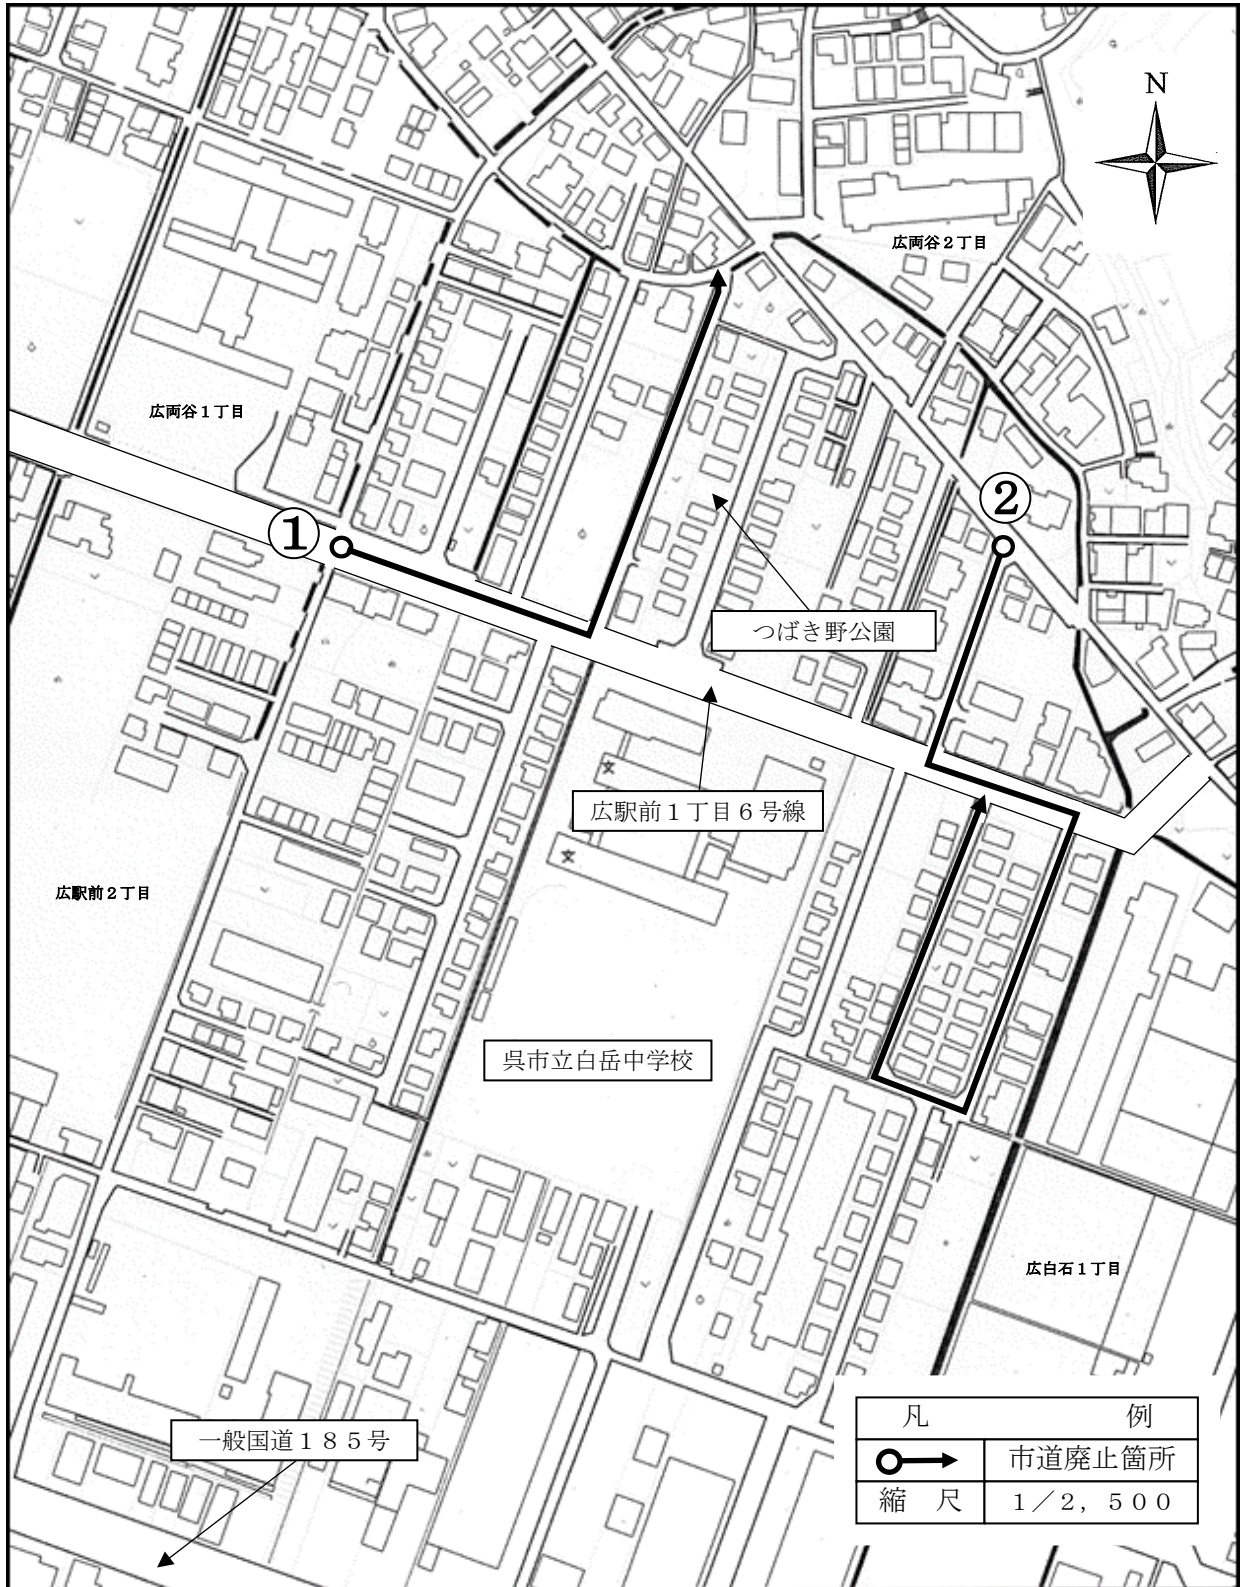 N
広両谷２丁目
広両谷１丁目
②
①
つばき野公園
広駅前１丁目６号線
広駅前２丁目
文
文
呉市立白岳中学校
広白石１丁目
一般国道１８５号
凡 例
市道廃止箇所
縮 尺 １／２，５００